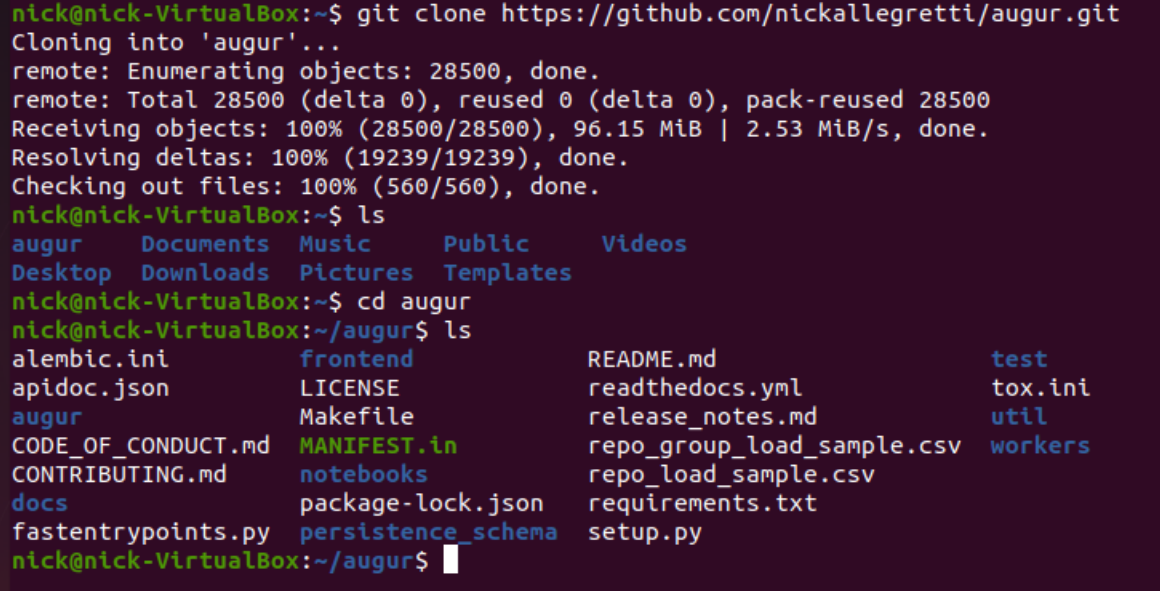 nick@nick-VirtualBox:~$ git clone https://github.com/nickallegretti/augur.git
Cloning into 'augur'...
remote: Enumerating objects: 28500, done.
remote: Total 28500 (delta 0), reused 0 (delta 0), pack-reused 28500
Receiving objects: 100% (28500/28500), 96.15 MiB | 2.53 MiB/s, done.
Resolving deltas: 100% (19239/19239), done.
Checking out files: 100% (560/560), done.
nick@nick-VirtualBox:~$ ls
augur    Documents  Music     Public     Videos
Desktop  Downloads  Pictures  Templates
nick@nick-VirtualBox:~$ cd augur
nick@nick-VirtualBox:~/augur$ ls
alembic.ini         frontend            README.md                   test
apidoc.json         LICENSE             readthedocs.yml             tox.ini
augur               Makefile            release_notes.md            util
CODE_OF_CONDUCT.md  MANIFEST.in         repo_group_load_sample.csv  workers
CONTRIBUTING.md     notebooks           repo_load_sample.csv
docs                package-lock.json   requirements.txt
fastentrypoints.py  persistence_schema  setup.py
nick@nick-VirtualBox:~/augur$